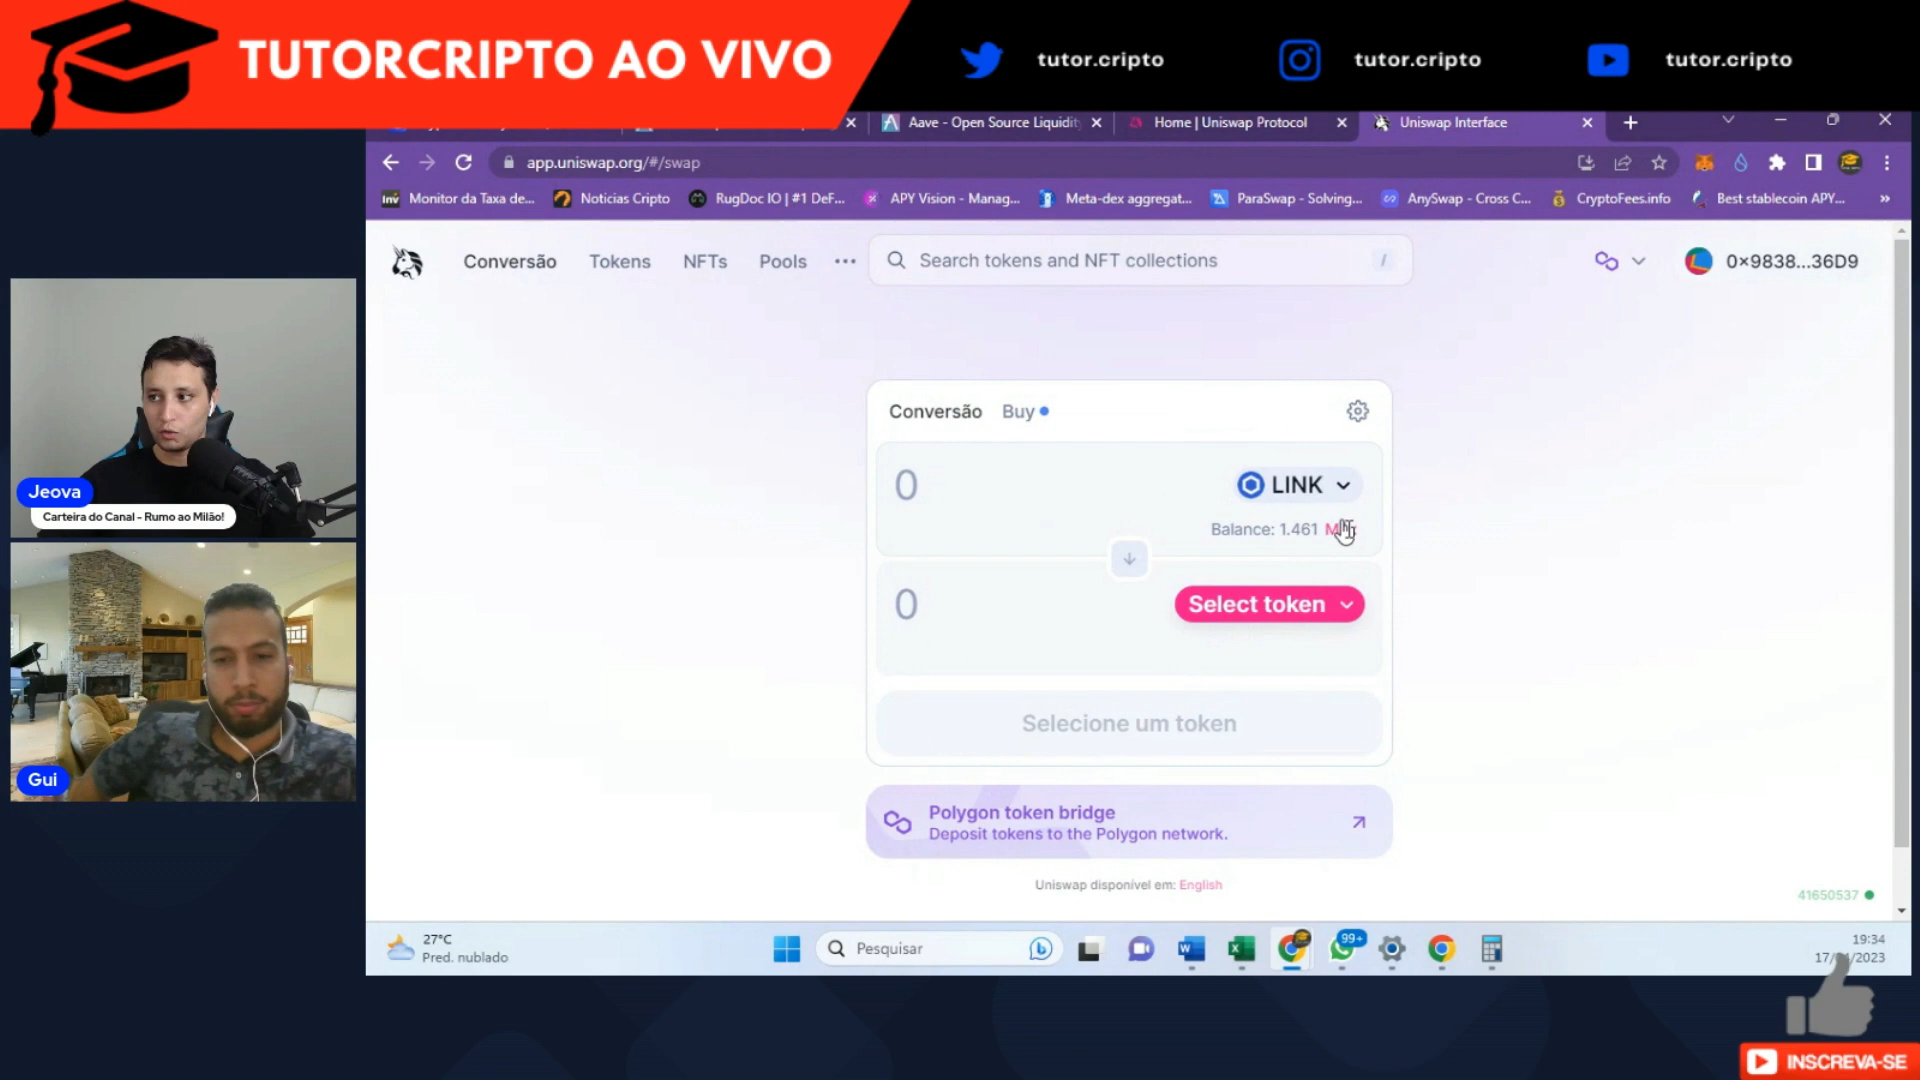 TUTORCRIPTO AO VIVO
tutor.cripto
tutor.cripto
tutor.cripto
Aave - Open Source Liquidity
Home | Uniswap Protocol
Uniswap Interface
app.uniswap.org/#/swap
Monitor da Taxa de...
Noticias Cripto
RugDoc IO | #1 DeF...
APY Vision - Manag...
Meta-dex aggregat...
ParaSwap - Solving...
AnySwap - Cross C...
CryptoFees.info
Best stablecoin APY...
Conversão
Tokens
NFTs
Pools
Search tokens and NFT collections
/
0×9838...36D9
Conversão
Buy
0
LINK
Balance: 1.461
0
Select token
Selecione um token
Polygon token bridge
Deposit tokens to the Polygon network.
Uniswap disponível em: English
41650537
Jeova
Carteira do Canal - Rumo ao Milão!
Gui
27°C
Pred. nublado
Pesquisar
99+
19:34
INSCREVA-SE